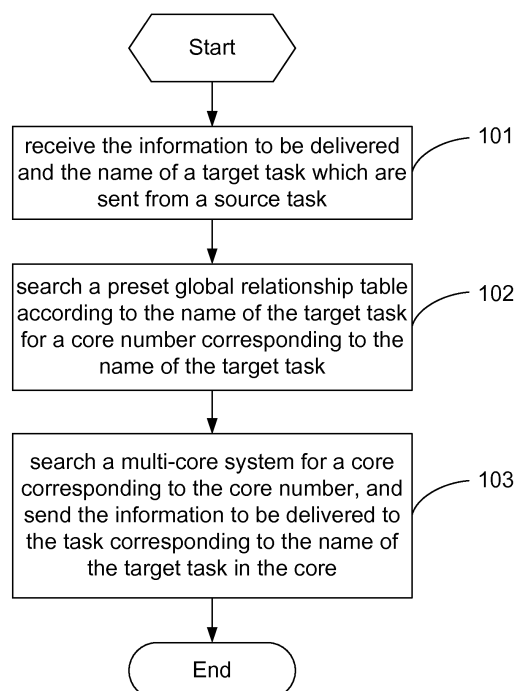 Start
receive the information to be delivered
and the name of a target task which are
sent from a source task
101
search a preset global relationship table
according to the name of the target task
for a core number corresponding to the
name of the target task
102
search a multi-core system for a core
corresponding to the core number, and
send the information to be delivered to
the task corresponding to the name of
the target task in the core
103
End